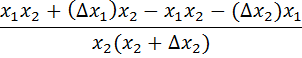 x₁x₂ + (Δx₁)x₂ − x₁x₂ − (Δx₂)x₁
x₂(x₂ + Δx₂)